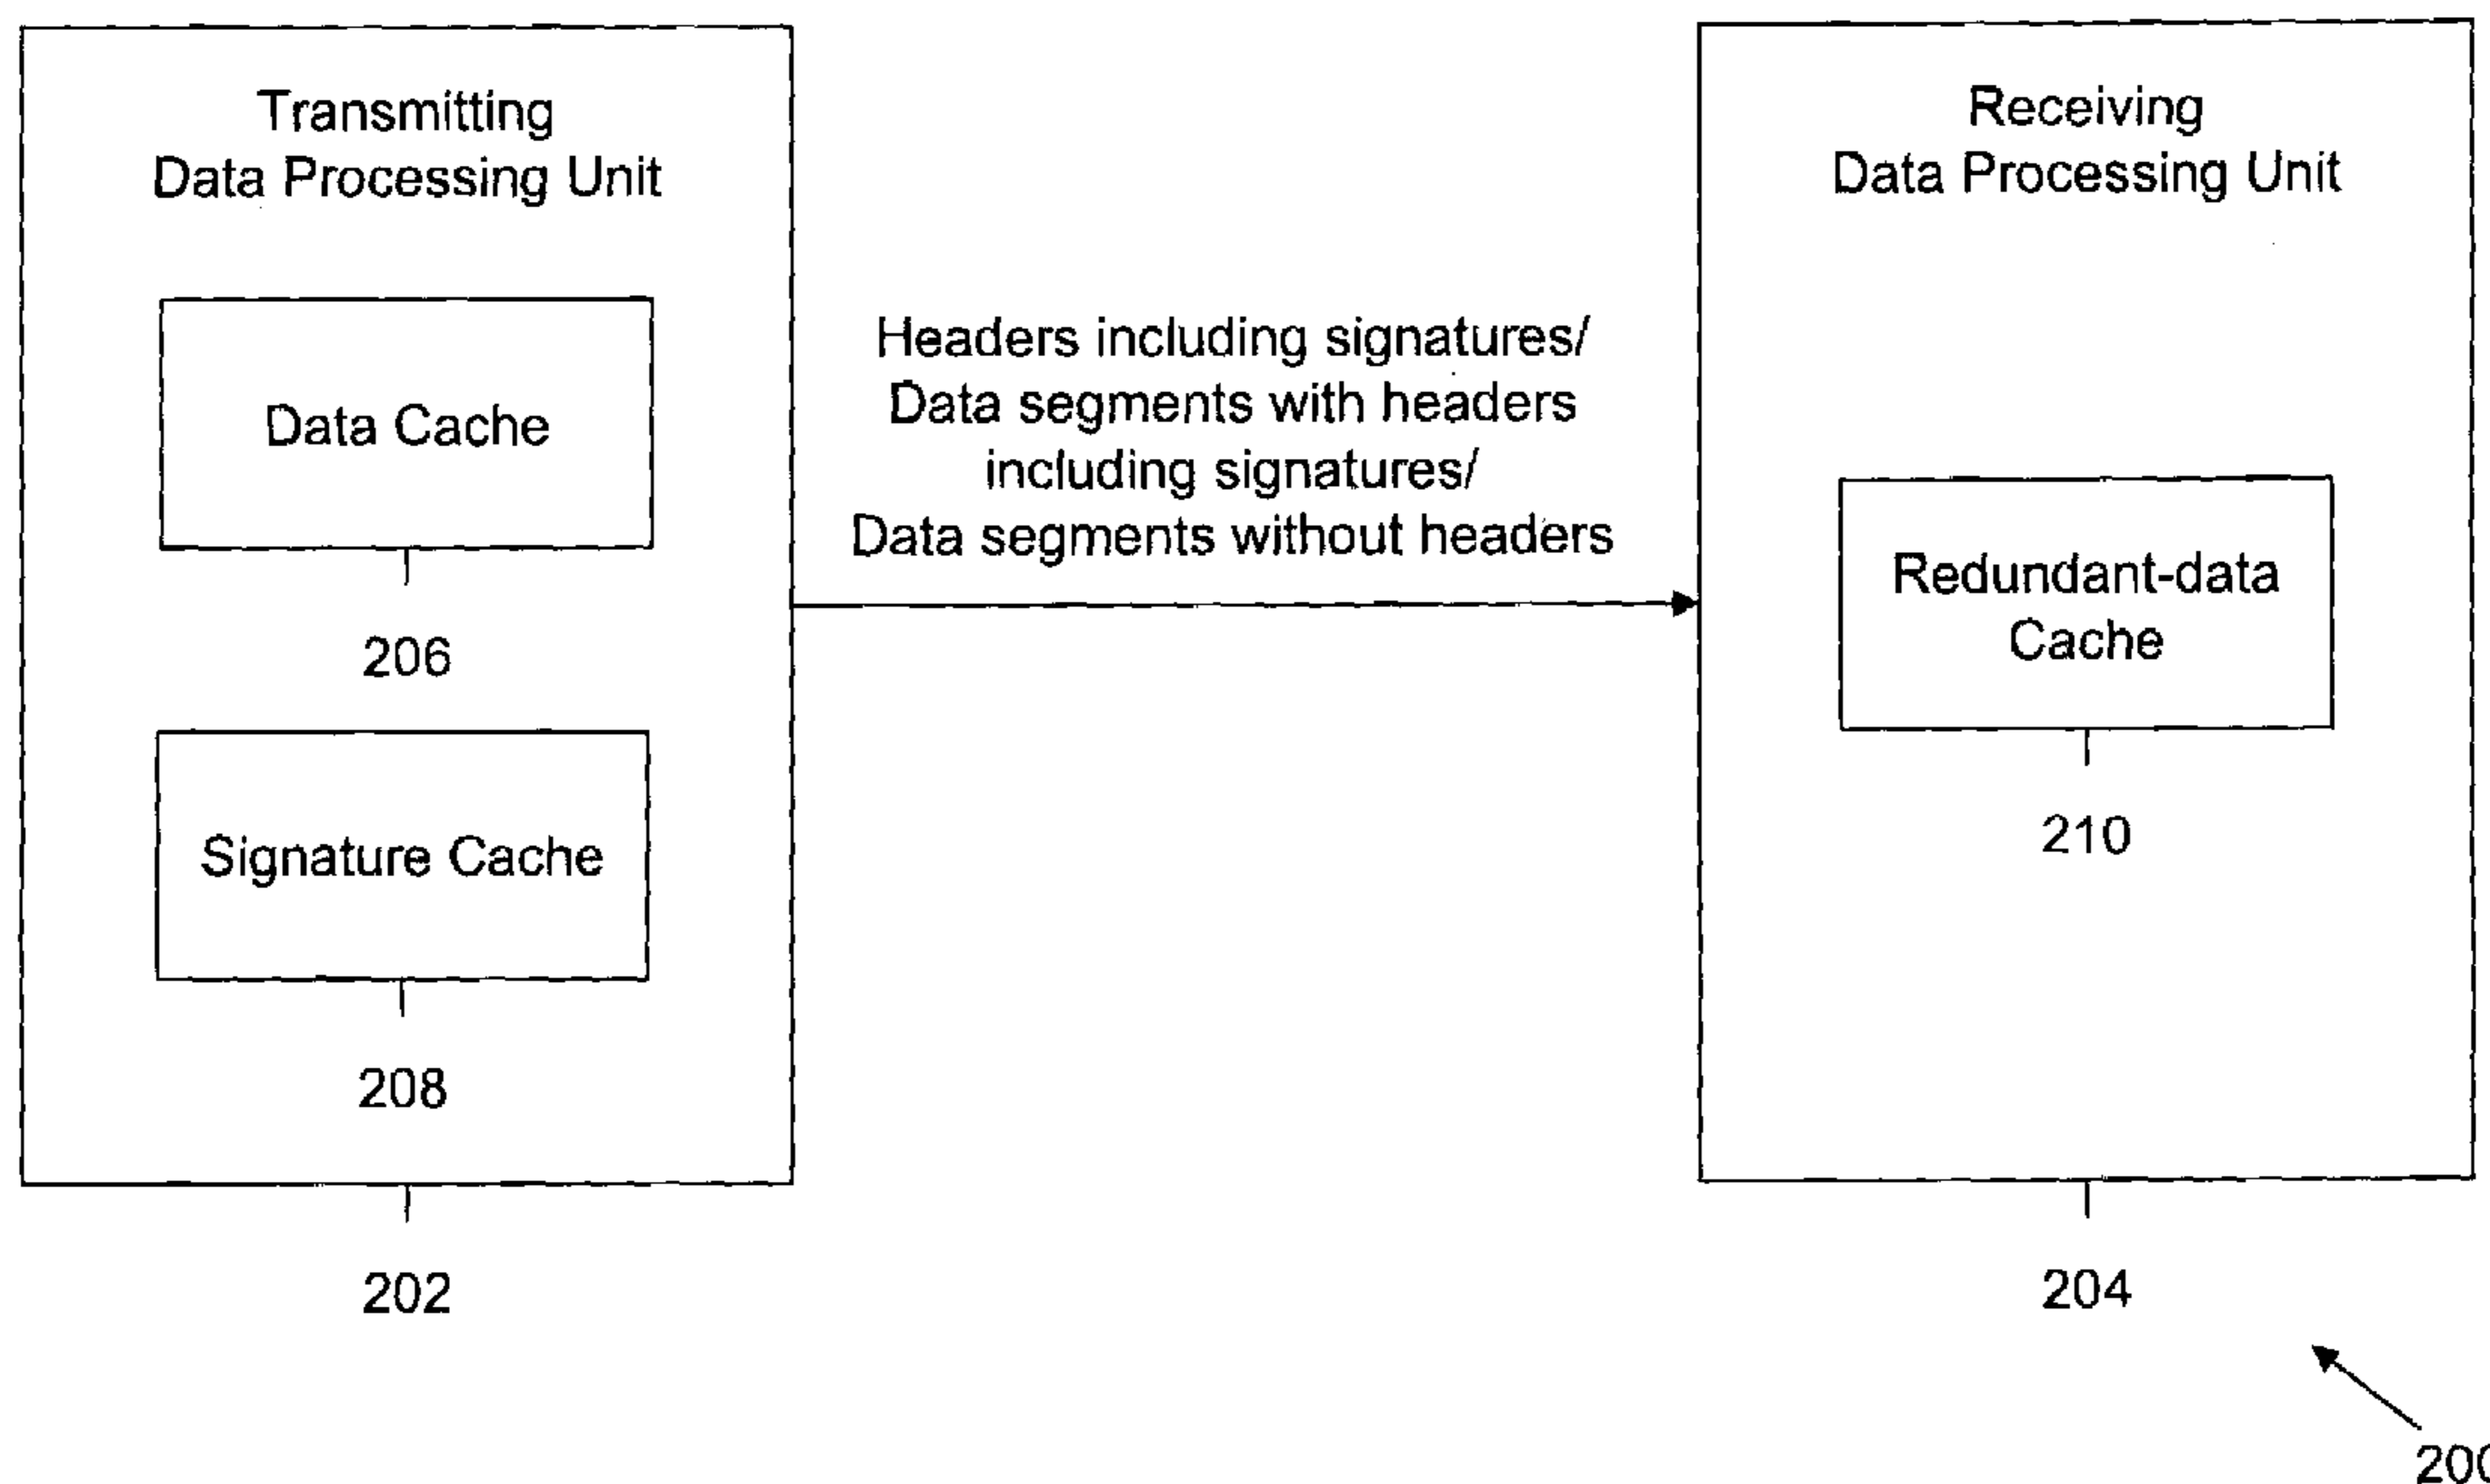 Transmitting
Data Processing Unit
Data Cache
206
Signature Cache
208
202
Headers including signatures/
Data segments with headers
including signatures/
Data segments without headers
Receiving
Data Processing Unit
Redundant-data
Cache
210
204
200